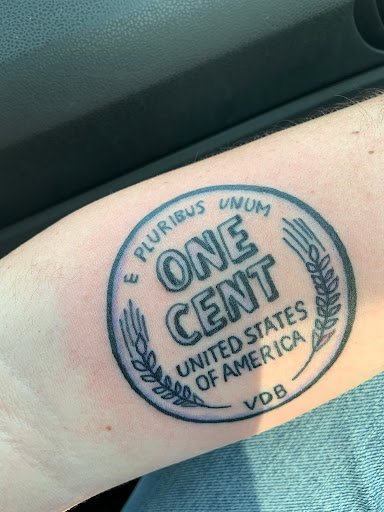 E PLURIBUS UNUM
ONE
CENT
UNITED STATES
OF AMERICA
VDB